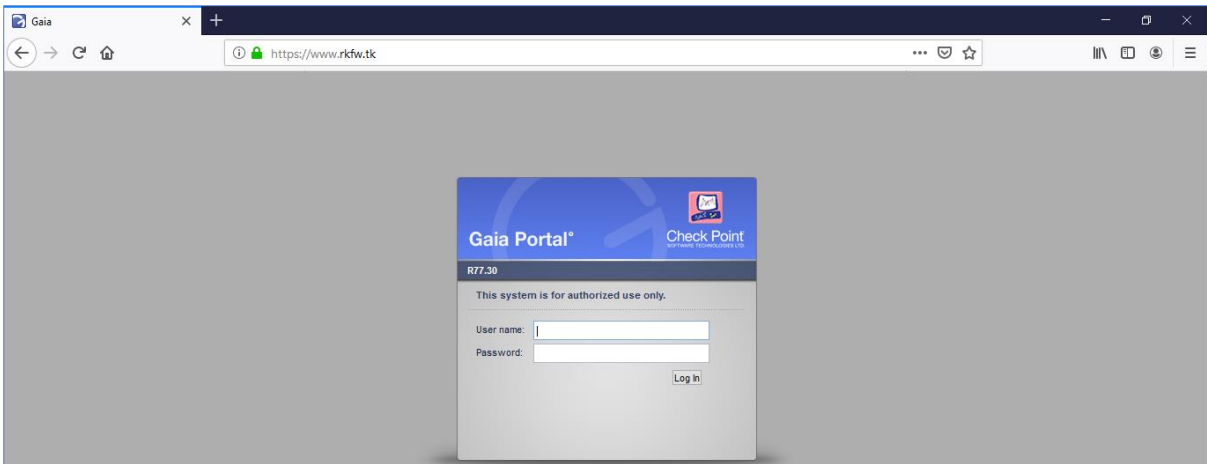 Gaia
https://www.rkfw.tk
Gaia Portal°
Check Point
SOFTWARE TECHNOLOGIES LTD.
R77.30
This system is for authorized use only.
User name:
Password:
Log In